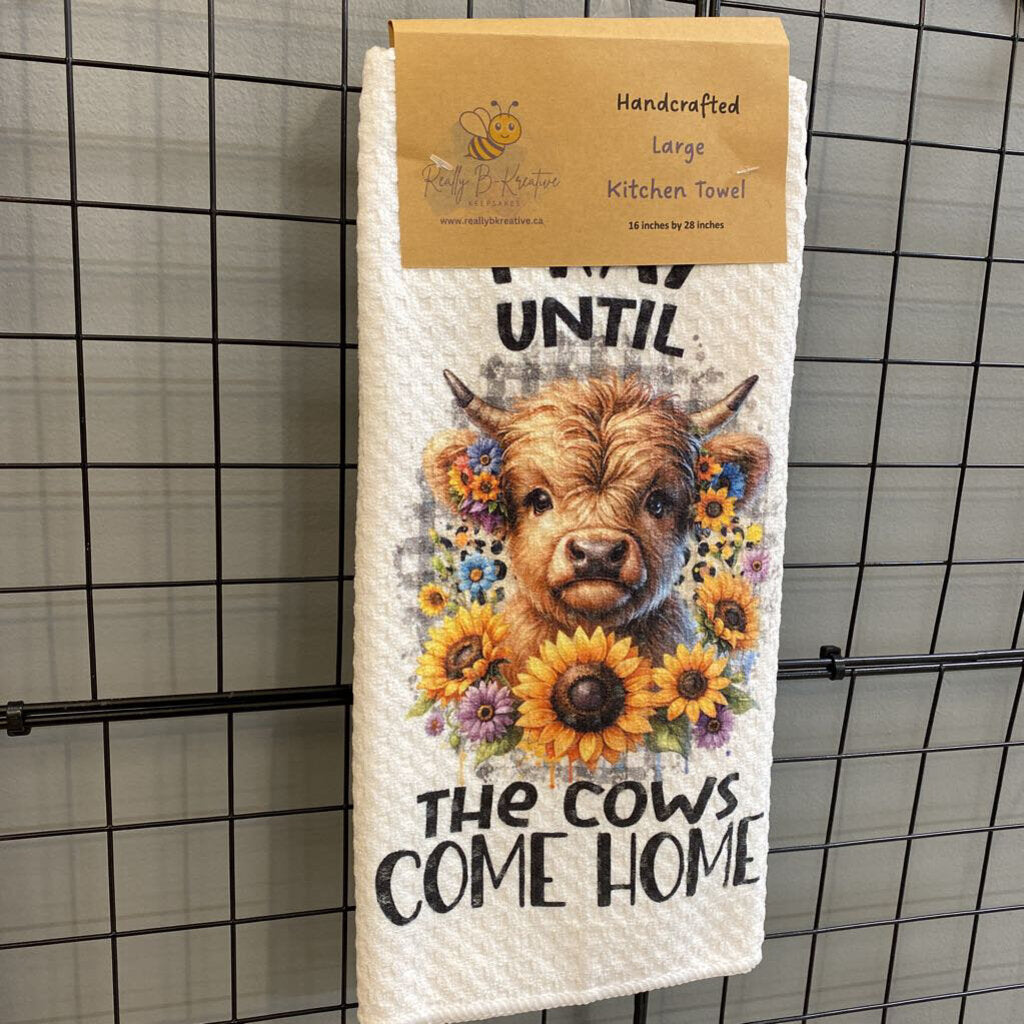 Handcrafted
Large
Kitchen Towel
16 inches by 28 inches
Really B-Kreative
KEEPSAKES
www.reallybkreative.ca
UNTIL
THE COWS
COME HOME